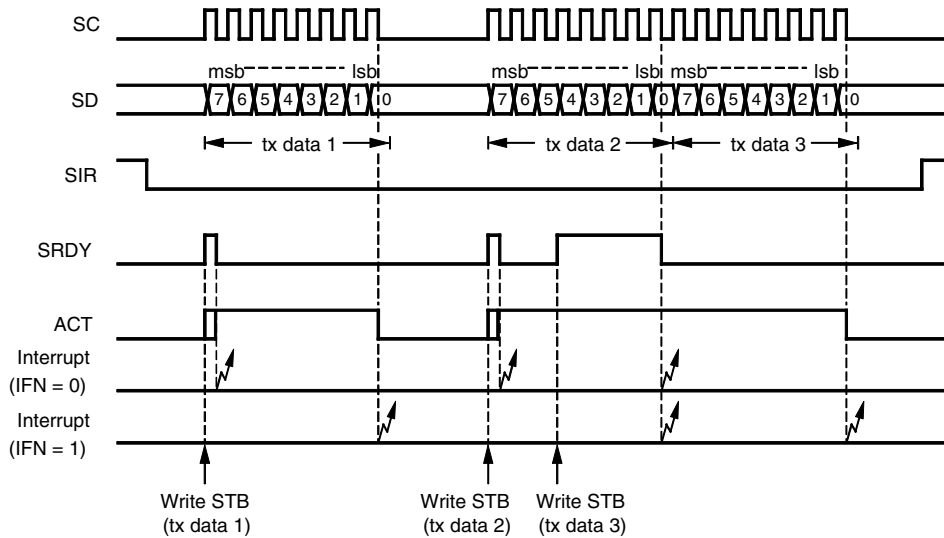 SC
msb lsb msb lsb msb lsb
SD 7 6 5 4 3 2 1 0 7 6 5 4 3 2 1 0 7 6 5 4 3 2 1 0
tx data 1 tx data 2 tx data 3
SIR
SRDY
ACT
Interrupt
(IFN = 0)
Interrupt
(IFN = 1)
Write STB
(tx data 1)
Write STB
(tx data 2)
Write STB
(tx data 3)